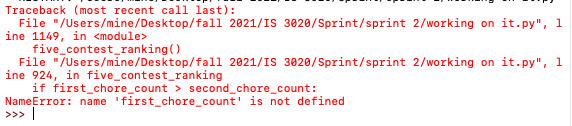 Traceback (most recent call last):
  File "/Users/mine/Desktop/fall 2021/IS 3020/Sprint/sprint 2/working on it.py", l
ine 1149, in <module>
    five_contest_ranking()
  File "/Users/mine/Desktop/fall 2021/IS 3020/Sprint/sprint 2/working on it.py", l
ine 924, in five_contest_ranking
    if first_chore_count > second_chore_count:
NameError: name 'first_chore_count' is not defined
>>>